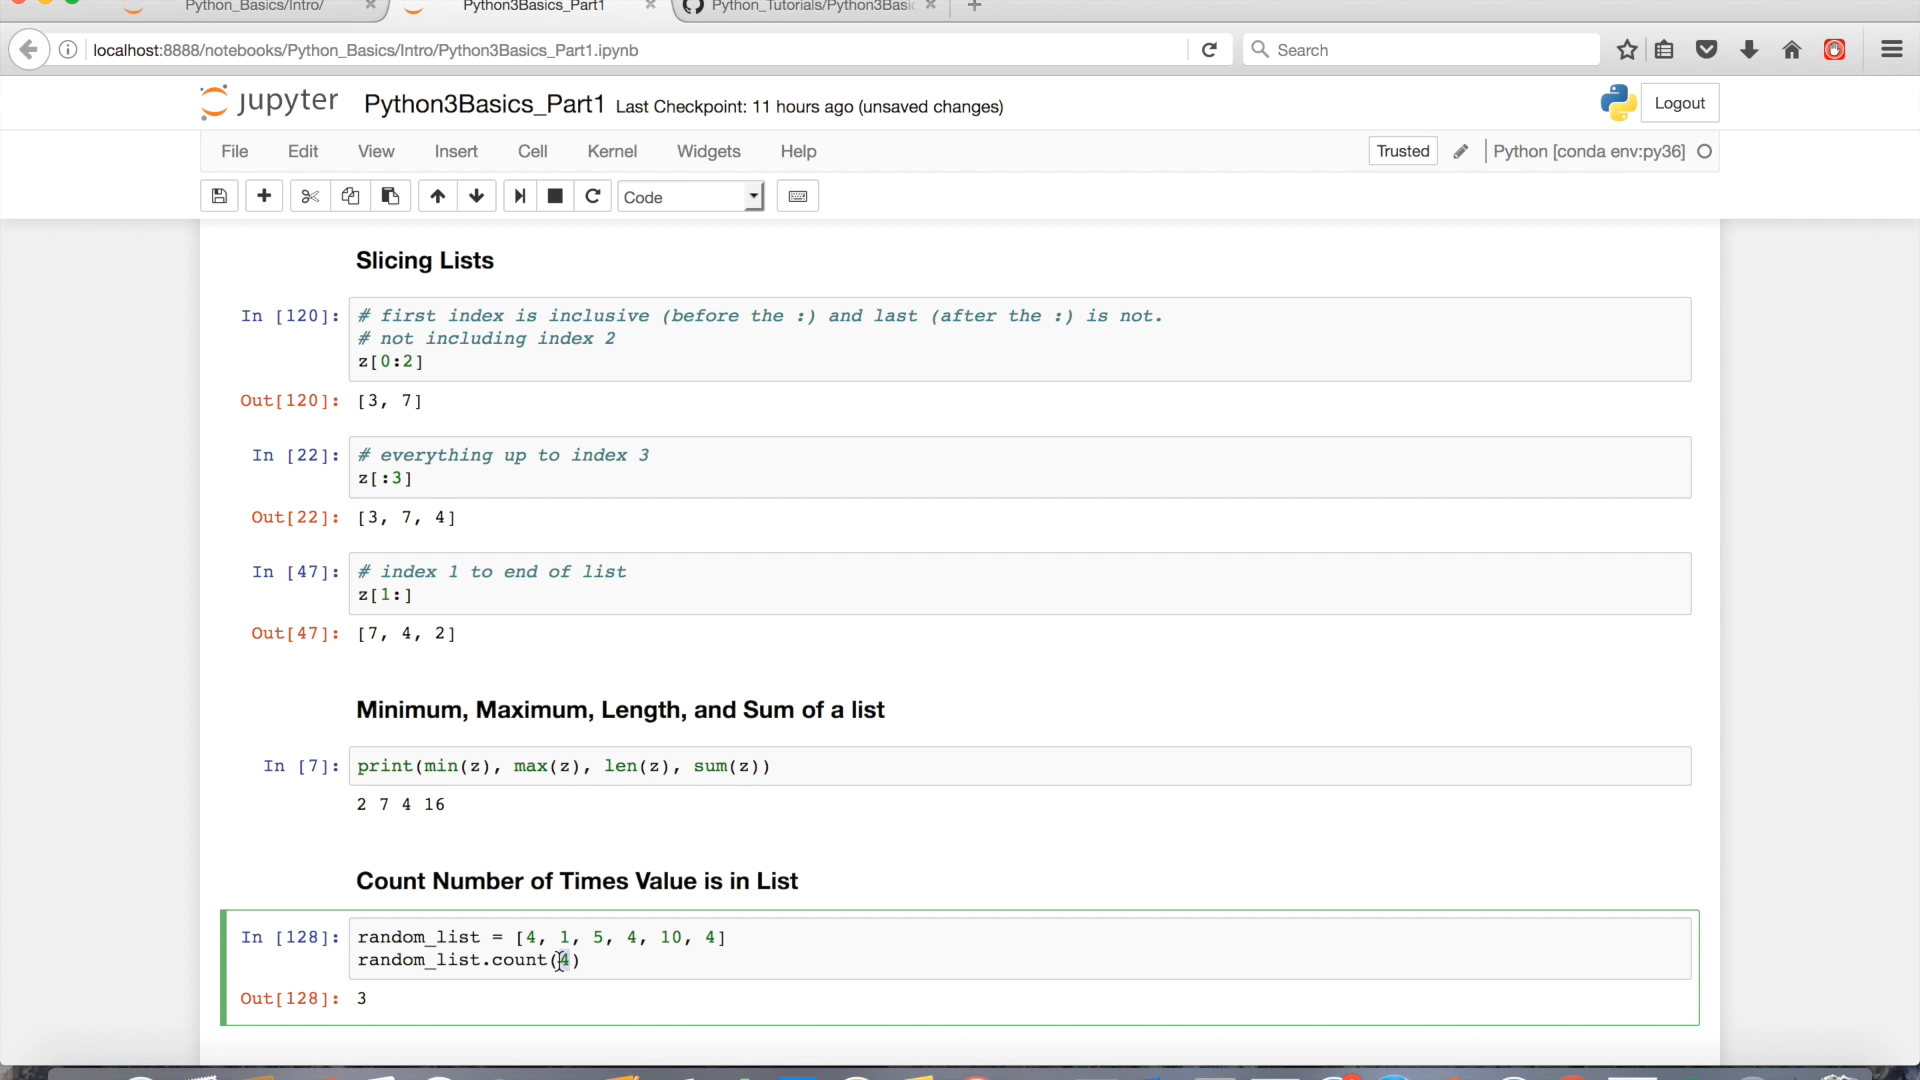 Python_Basics/Intro/
Python3Basics_Part1
Python_Tutorials/Python3Basic
localhost:8888/notebooks/Python_Basics/Intro/Python3Basics_Part1.ipynb
Search
jupyter Python3Basics_Part1 Last Checkpoint: 11 hours ago (unsaved changes)
Logout
File Edit View Insert Cell Kernel Widgets Help
Trusted
Python [conda env:py36]
Code
Slicing Lists
In [120]: # first index is inclusive (before the :) and last (after the :) is not.
# not including index 2
z[0:2]
Out[120]: [3, 7]
In [22]: # everything up to index 3
z[:3]
Out[22]: [3, 7, 4]
In [47]: # index 1 to end of list
z[1:]
Out[47]: [7, 4, 2]
Minimum, Maximum, Length, and Sum of a list
In [7]: print(min(z), max(z), len(z), sum(z))
2 7 4 16
Count Number of Times Value is in List
In [128]: random_list = [4, 1, 5, 4, 10, 4]
random_list.count(4)
Out[128]: 3